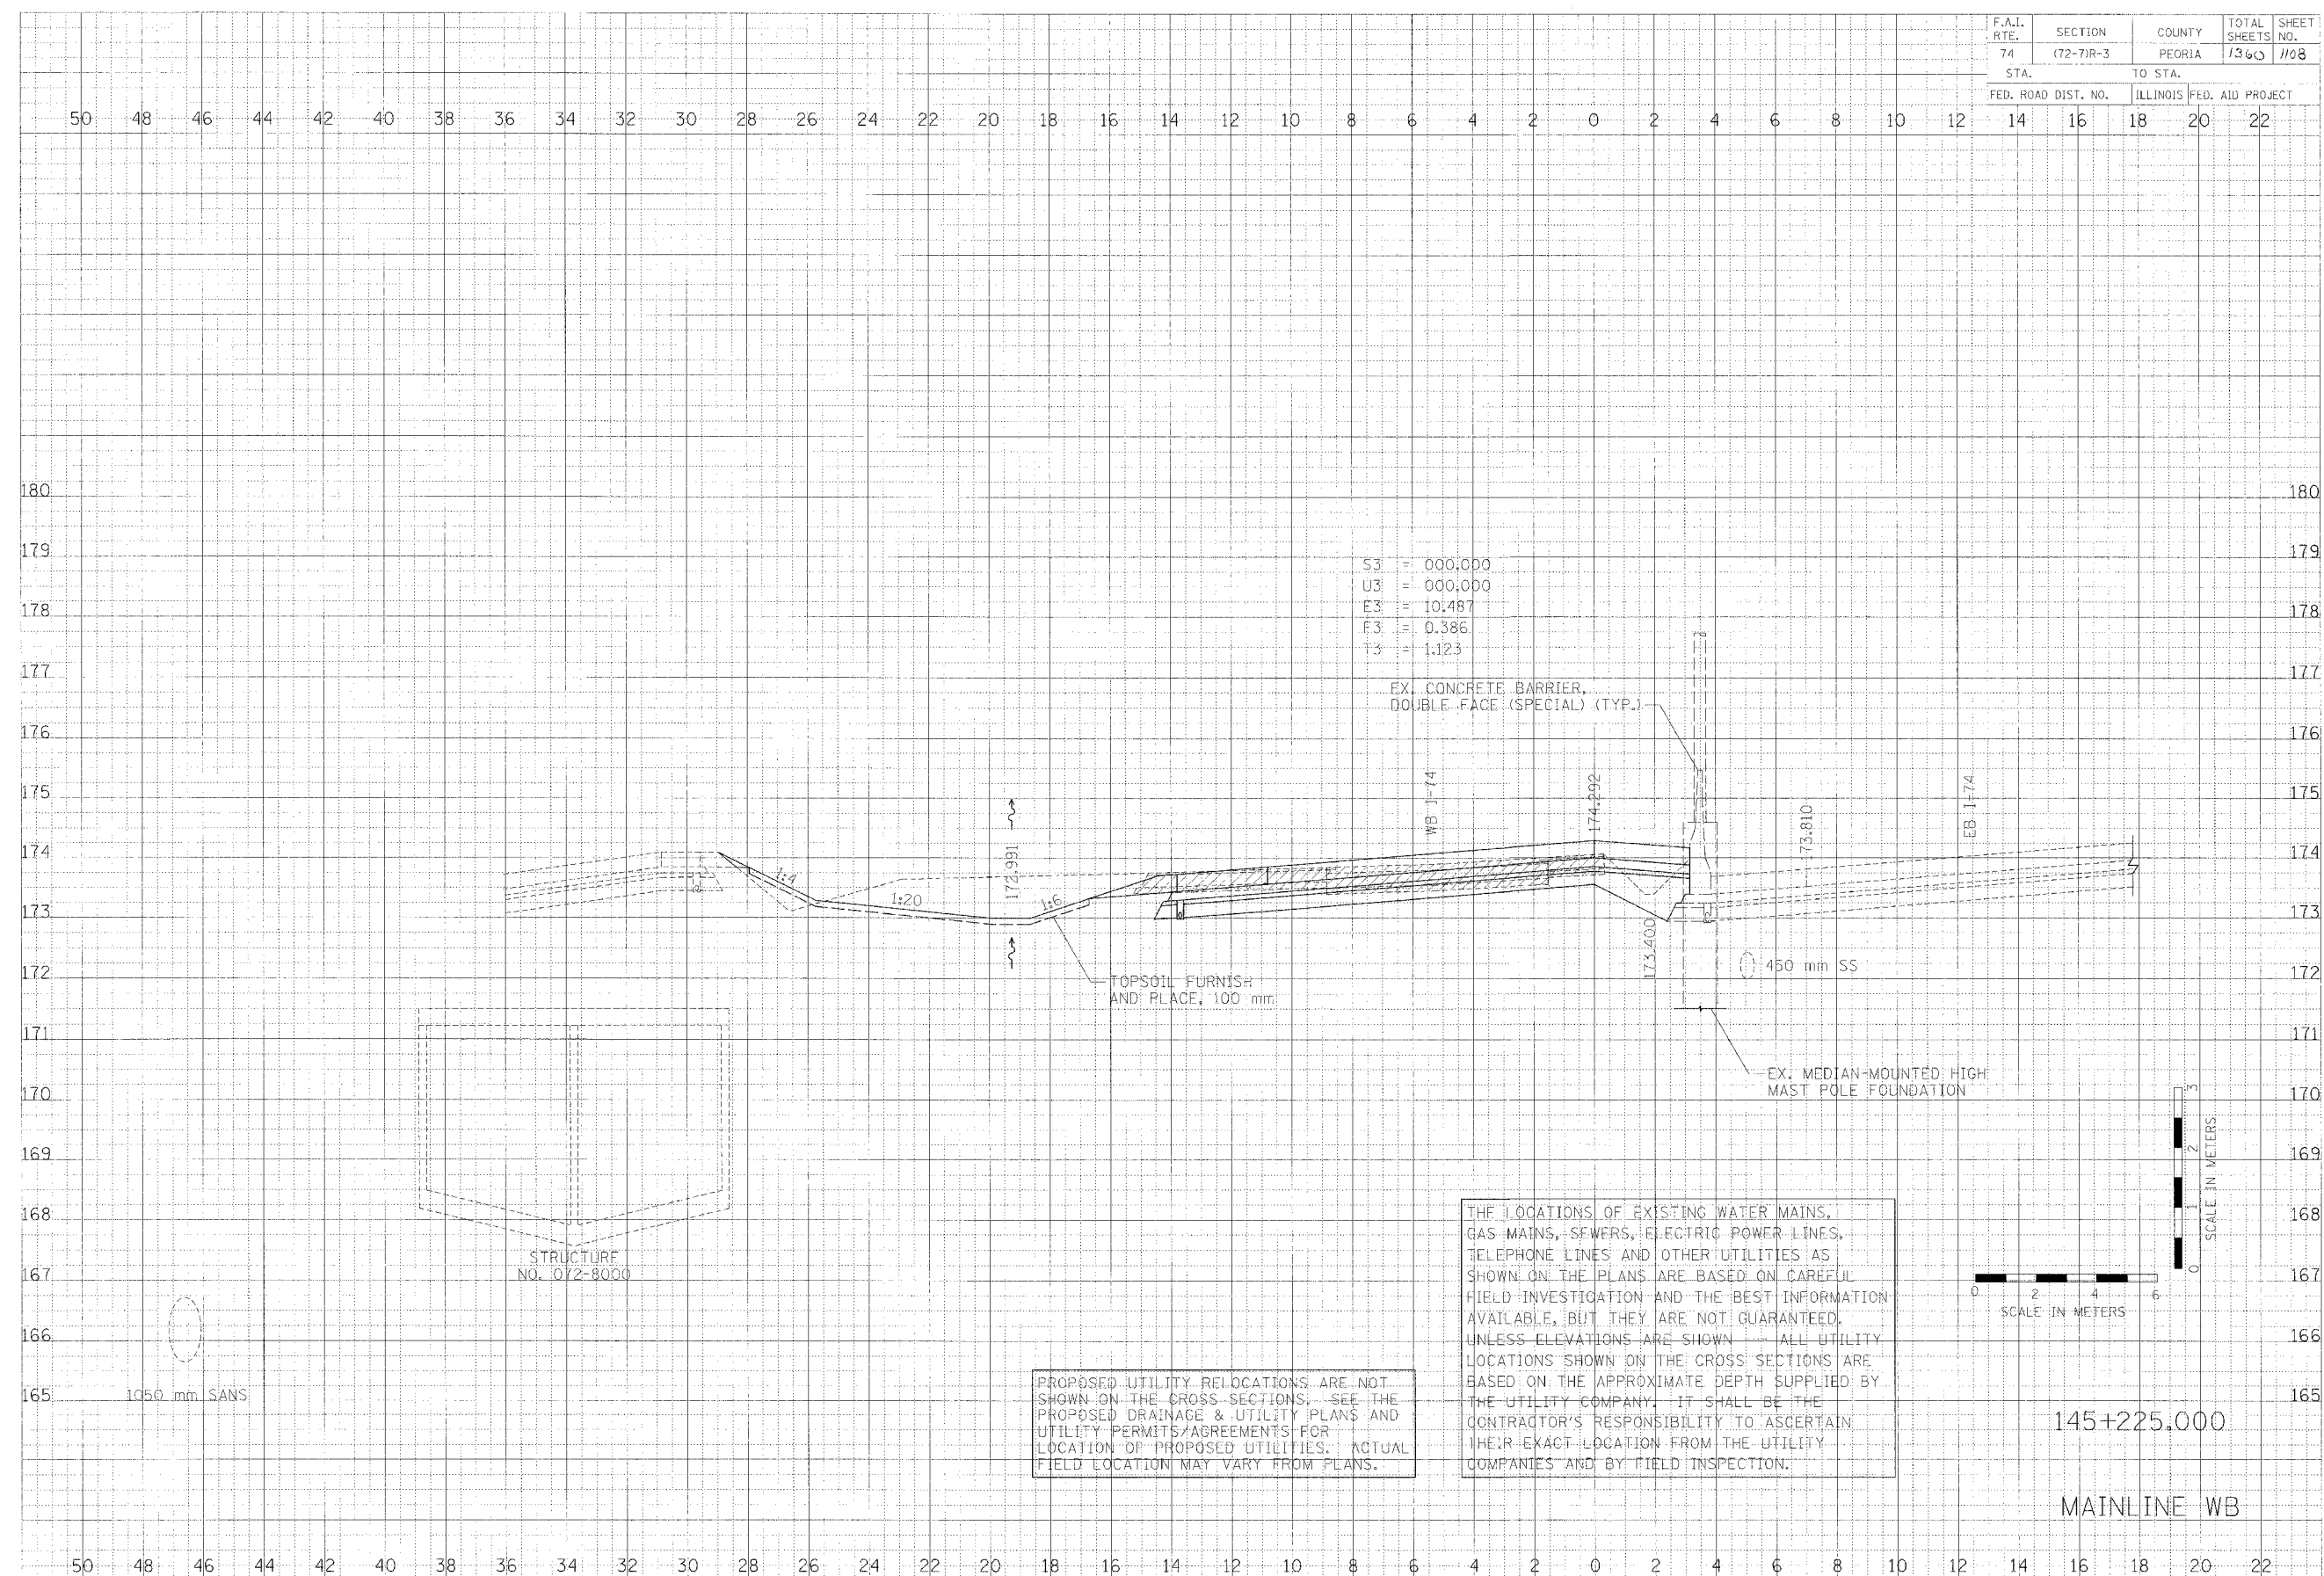 F.A.I. RTE. SECTION COUNTY TOTAL SHEETS SHEET NO.
74 (72-7)R-3 PEORIA 1360 1108
STA. TO STA.
FED. ROAD DIST. NO. ILLINOIS FED. AID PROJECT
50 48 46 44 42 40 38 36 34 32 30 28 26 24 22 20 18 16 14 12 10 8 6 4 2 0 2 4 6 8 10 12 14 16 18 20 22
180 180
179 179
S3 = 000.000
U3 = 000.000
178 178
E3 = 10.487
F3 = 0.386
T3 = 1.123
177 177
EX. CONCRETE BARRIER,
DOUBLE FACE (SPECIAL) (TYP.)
176 176
175 175
WB I-74
174.292
173.810
EB I-74
174 174
172.991
1:4
1:20
1:6
173 173
173.400
172 172
450 mm SS
TOPSOIL FURNISH
AND PLACE, 100 mm
171 171
EX. MEDIAN-MOUNTED HIGH
MAST POLE FOUNDATION
170 170
169 169
168 168
0 1 2 3
SCALE IN METERS
STRUCTURE
NO. 072-8000
167 167
0 2 4 6
SCALE IN METERS
166 166
165 165
1050 mm SANS
PROPOSED UTILITY RELOCATIONS ARE NOT
SHOWN ON THE CROSS SECTIONS. SEE THE
PROPOSED DRAINAGE & UTILITY PLANS AND
UTILITY PERMITS/AGREEMENTS FOR
LOCATION OF PROPOSED UTILITIES. ACTUAL
FIELD LOCATION MAY VARY FROM PLANS.
THE LOCATIONS OF EXISTING WATER MAINS,
GAS MAINS, SEWERS, ELECTRIC POWER LINES,
TELEPHONE LINES AND OTHER UTILITIES AS
SHOWN ON THE PLANS ARE BASED ON CAREFUL
FIELD INVESTIGATION AND THE BEST INFORMATION
AVAILABLE, BUT THEY ARE NOT GUARANTEED.
UNLESS ELEVATIONS ARE SHOWN -- ALL UTILITY
LOCATIONS SHOWN ON THE CROSS SECTIONS ARE
BASED ON THE APPROXIMATE DEPTH SUPPLIED BY
THE UTILITY COMPANY. IT SHALL BE THE
CONTRACTOR'S RESPONSIBILITY TO ASCERTAIN
THEIR EXACT LOCATION FROM THE UTILITY
COMPANIES AND BY FIELD INSPECTION.
145+225.000
MAINLINE WB
50 48 46 44 42 40 38 36 34 32 30 28 26 24 22 20 18 16 14 12 10 8 6 4 2 0 2 4 6 8 10 12 14 16 18 20 22